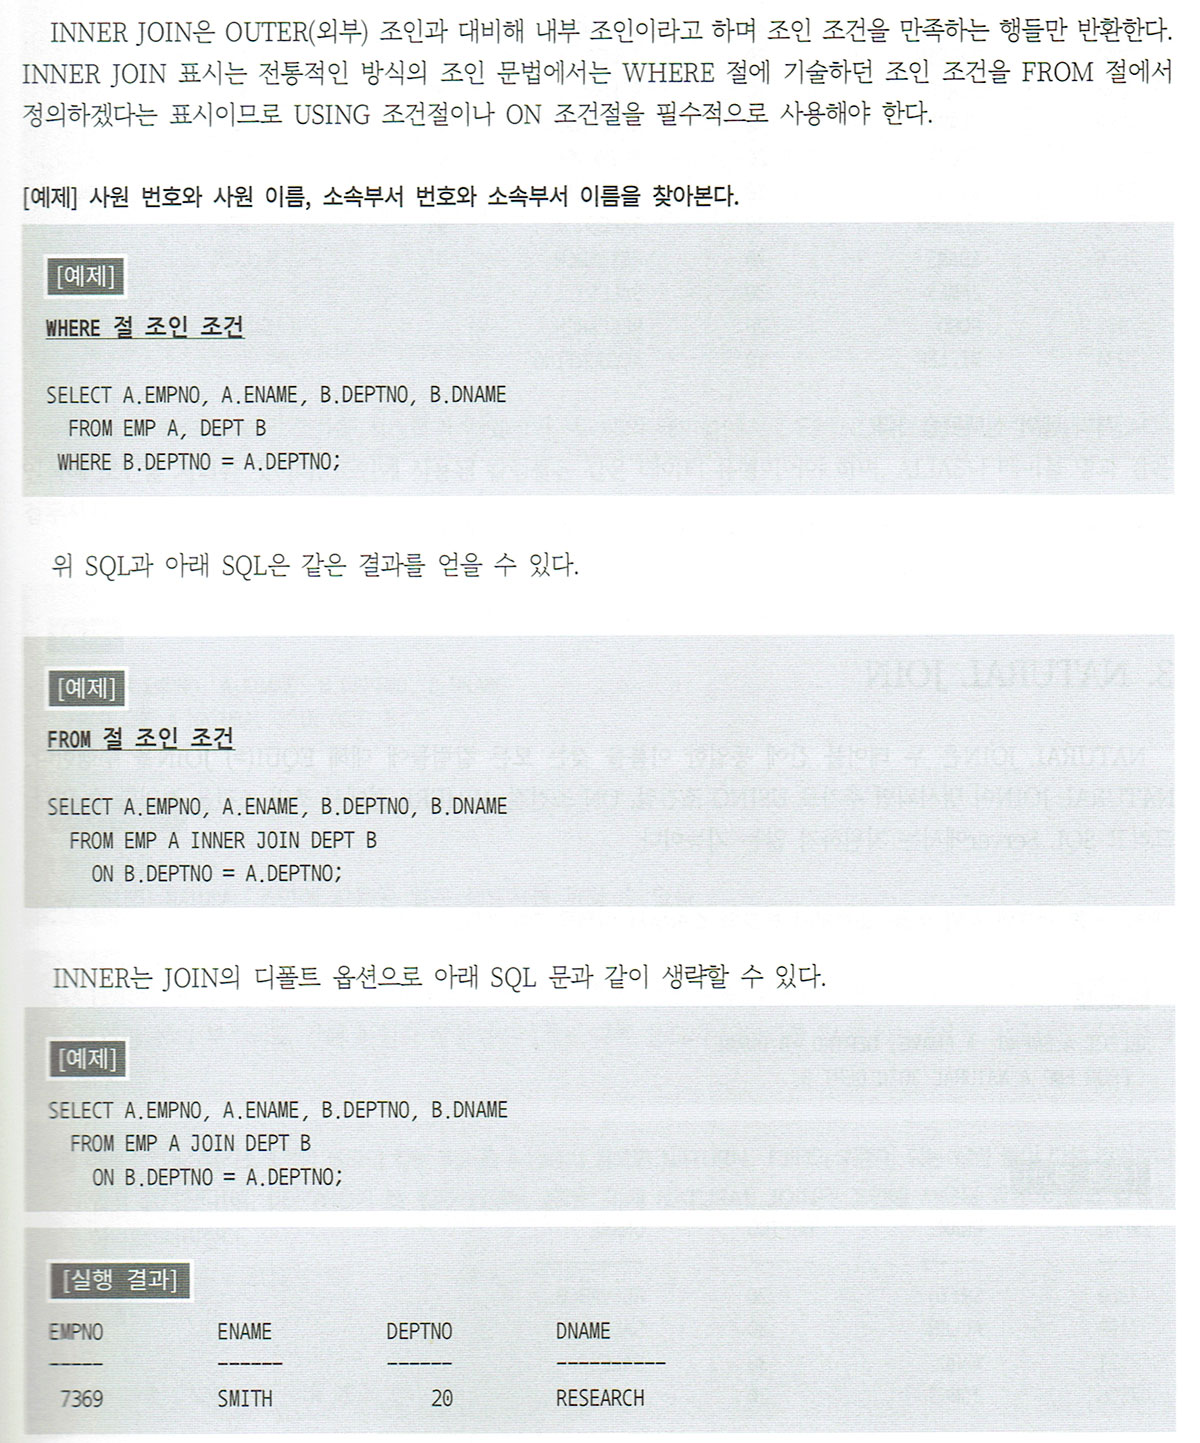 INNER JOIN은 OUTER(외부) 조인과 대비해 내부 조인이라고 하며 조인 조건을 만족하는 행들만 반환한다.
INNER JOIN 표시는 전통적인 방식의 조인 문법에서는 WHERE 절에 기술하던 조인 조건을 FROM 절에서
정의하겠다는 표시이므로 USING 조건절이나 ON 조건절을 필수적으로 사용해야 한다.
[예제] 사원 번호와 사원 이름, 소속부서 번호와 소속부서 이름을 찾아본다.
[예제]
WHERE 절 조인 조건
SELECT A.EMPNO, A.ENAME, B.DEPTNO, B.DNAME
FROM EMP A, DEPT B
WHERE B.DEPTNO = A.DEPTNO;
위 SQL과 아래 SQL은 같은 결과를 얻을 수 있다.
[예제]
FROM 절 조인 조건
SELECT A.EMPNO, A.ENAME, B.DEPTNO, B.DNAME
FROM EMP A INNER JOIN DEPT B
ON B.DEPTNO = A.DEPTNO;
INNER는 JOIN의 디폴트 옵션으로 아래 SQL 문과 같이 생략할 수 있다.
[예제]
SELECT A.EMPNO, A.ENAME, B.DEPTNO, B.DNAME
FROM EMP A JOIN DEPT B
ON B.DEPTNO = A.DEPTNO;
[실행 결과]
EMPNO ENAME DEPTNO DNAME
----- ------ ------ ----------
7369 SMITH 20 RESEARCH